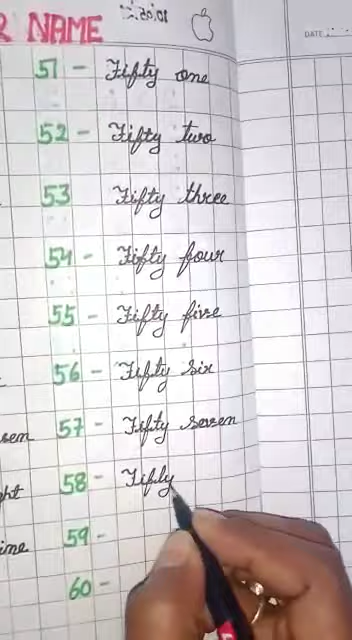 NAME
DATE
51 - Fifty one
52 - Fifty two
53 Fifty three
54 - Fifty four
55 - Fifty five
56 - Fifty six
57 - Fifty seven
58 - Fifty
59 -
60 -